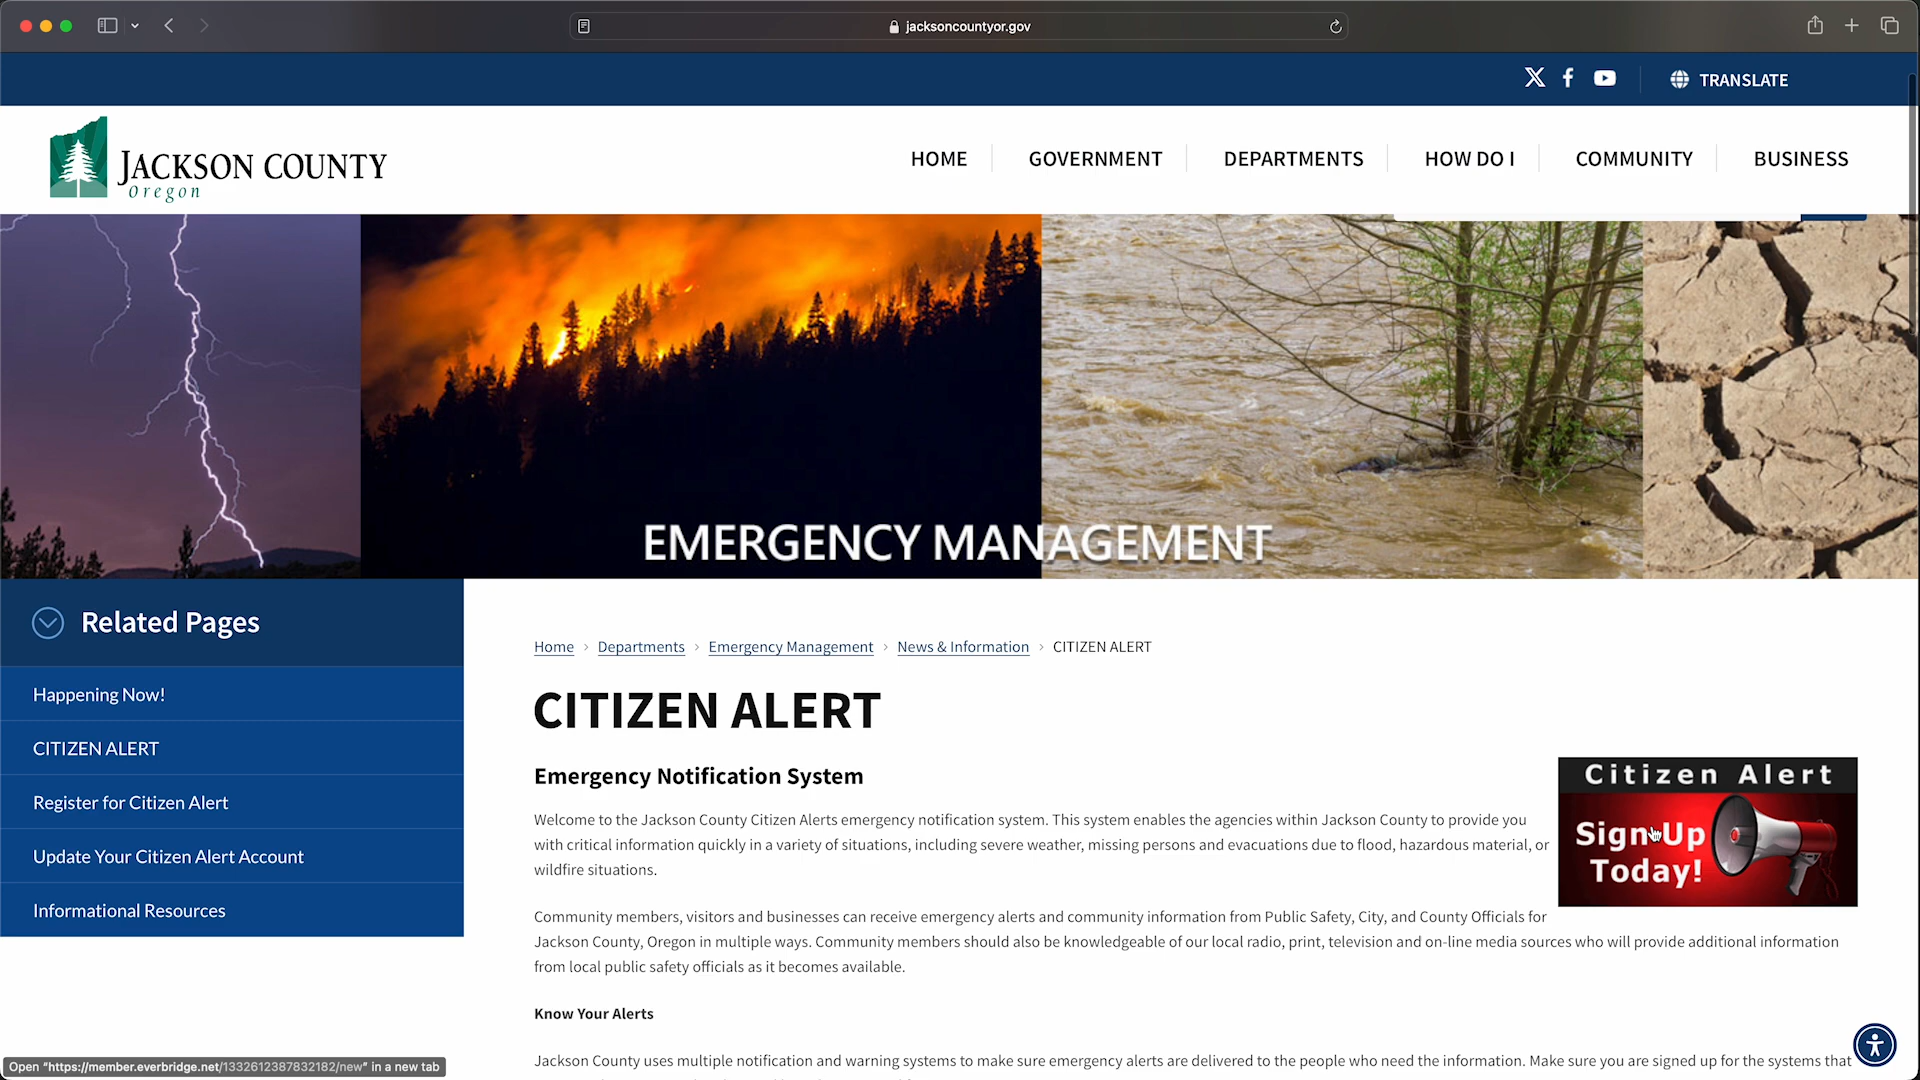 jacksoncountyor.gov
TRANSLATE
JACKSON COUNTY
Oregon
HOME
GOVERNMENT
DEPARTMENTS
HOW DO I
COMMUNITY
BUSINESS
EMERGENCY MANAGEMENT
Related Pages
Happening Now!
CITIZEN ALERT
Register for Citizen Alert
Update Your Citizen Alert Account
Informational Resources
Home > Departments > Emergency Management > News & Information > CITIZEN ALERT
CITIZEN ALERT
Emergency Notification System
Welcome to the Jackson County Citizen Alerts emergency notification system. This system enables the agencies within Jackson County to provide you
with critical information quickly in a variety of situations, including severe weather, missing persons and evacuations due to flood, hazardous material, or
wildfire situations.
Citizen Alert
Sign Up
Today!
Community members, visitors and businesses can receive emergency alerts and community information from Public Safety, City, and County Officials for
Jackson County, Oregon in multiple ways. Community members should also be knowledgeable of our local radio, print, television and on-line media sources who will provide additional information
from local public safety officials as it becomes available.
Know Your Alerts
Jackson County uses multiple notification and warning systems to make sure emergency alerts are delivered to the people who need the information. Make sure you are signed up for the systems that
Open "https://member.everbridge.net/1332612387832182/new" in a new tab